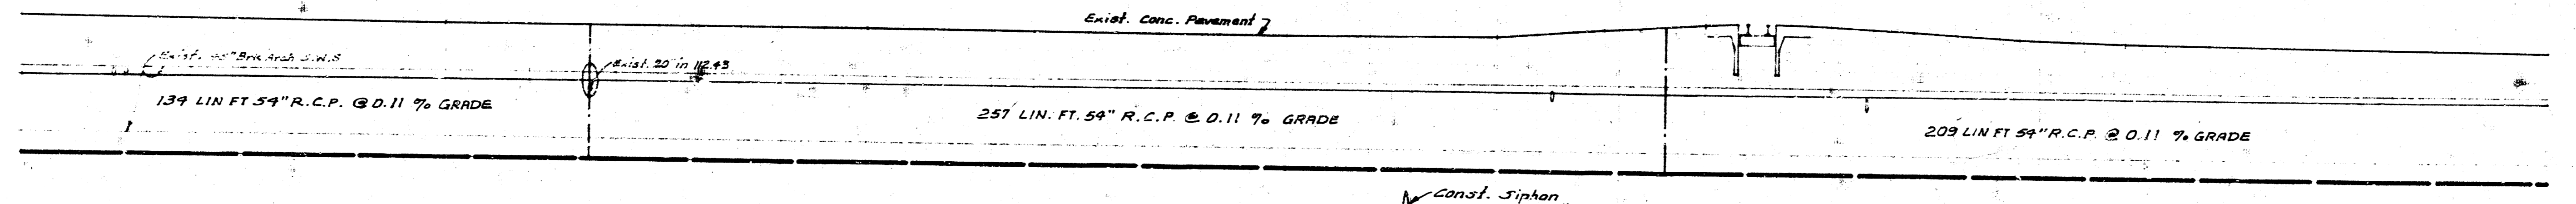 Exist. Conc. Pavement
Exist. Brk Arch S.W.S
Exist. 20 in 112.43
134 LIN FT 54" R.C.P. @ 0.11 % GRADE
257 LIN. FT. 54" R.C.P. @ 0.11 % GRADE
209 LIN FT 54" R.C.P. @ 0.11 % GRADE
Const. Siphon